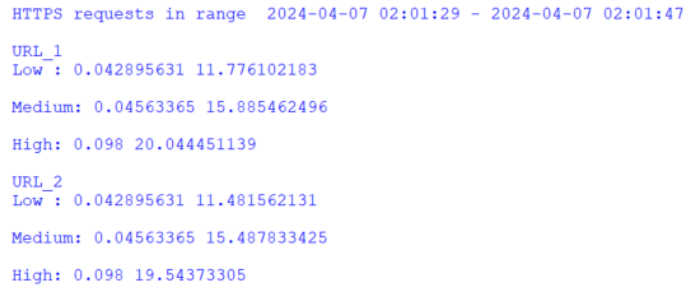 HTTPS requests in range  2024-04-07 02:01:29 - 2024-04-07 02:01:47
URL_1
Low : 0.042895631 11.776102183
Medium: 0.04563365 15.885462496
High: 0.098 20.044451139
URL_2
Low : 0.042895631 11.481562131
Medium: 0.04563365 15.487833425
High: 0.098 19.54373305